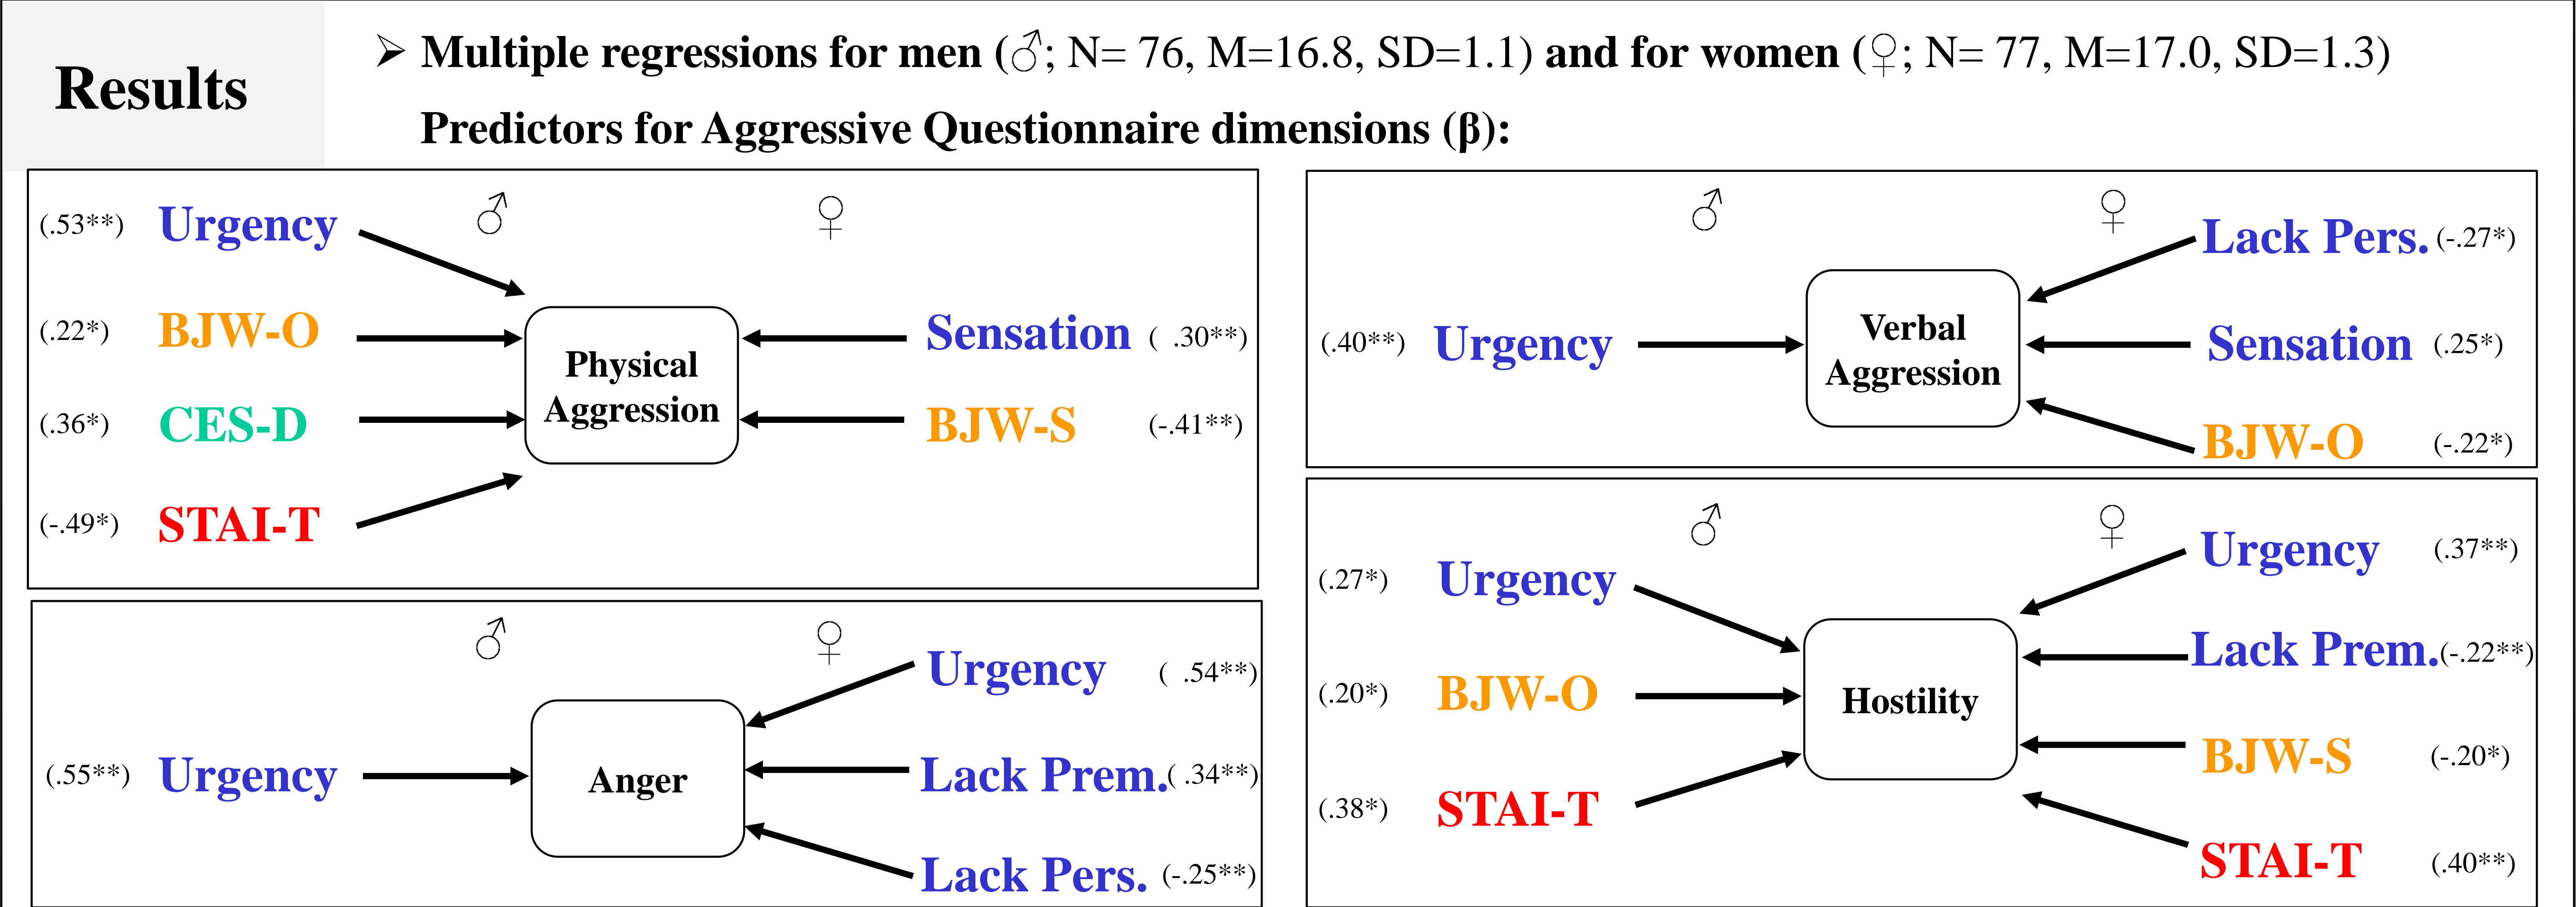 Results
➢ Multiple regressions for men (♂; N= 76, M=16.8, SD=1.1) and for women (♀; N= 77, M=17.0, SD=1.3)
Predictors for Aggressive Questionnaire dimensions (β):
♂ ♀
(.53**) Urgency
(.22*) BJW-O
(.36*) CES-D
(-.49*) STAI-T
Physical
Aggression
Sensation ( .30**)
BJW-S (-.41**)
♂ ♀
(.40**) Urgency
Verbal
Aggression
Lack Pers. (-.27*)
Sensation (.25*)
BJW-O (-.22*)
♂ ♀
(.55**) Urgency
Anger
Urgency ( .54**)
Lack Prem. ( .34**)
Lack Pers. (-.25**)
♂ ♀
(.27*) Urgency
(.20*) BJW-O
(.38*) STAI-T
Hostility
Urgency (.37**)
Lack Prem. (-.22**)
BJW-S (-.20*)
STAI-T (.40**)